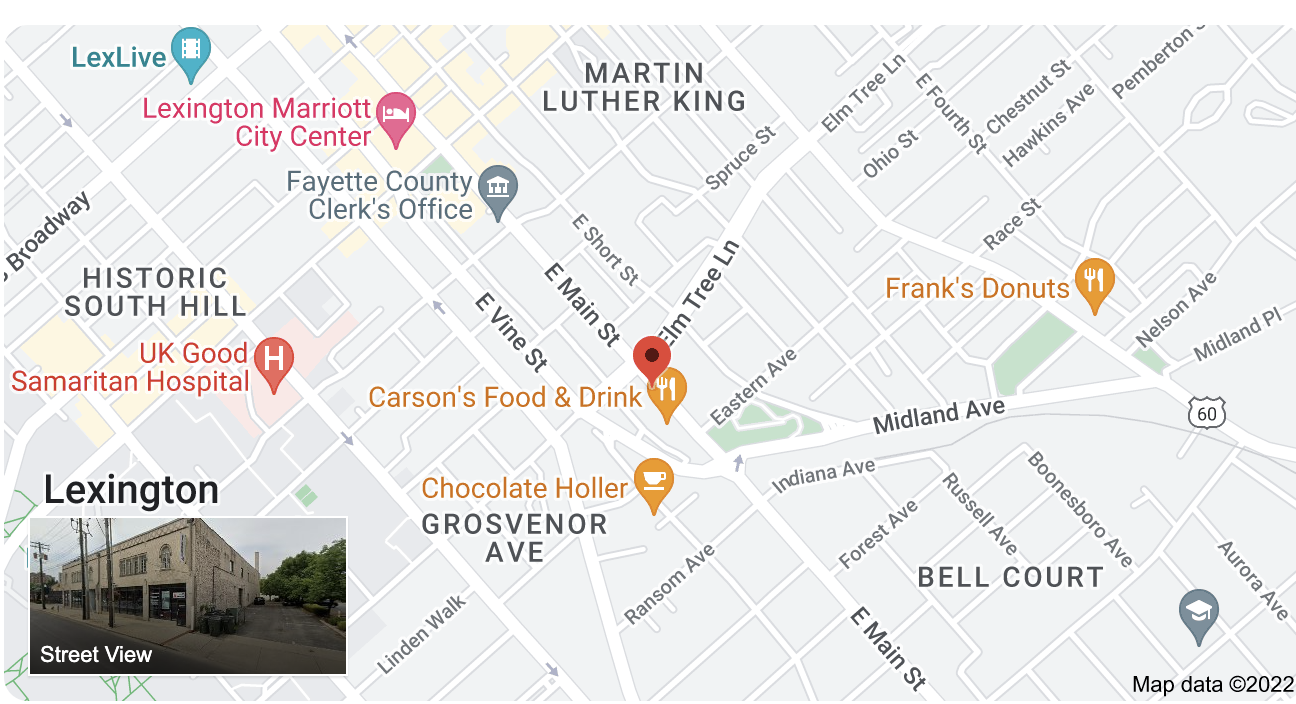 LexLive
Lexington Marriott
City Center
MARTIN
LUTHER KING
Elm Tree Ln
E Fourth St
Chestnut St
Pemberton St
Hawkins Ave
Ohio St
Spruce St
Fayette County
Clerk's Office
Broadway
E Short St
Race St
HISTORIC
SOUTH HILL
E Main St
Elm Tree Ln
Frank's Donuts
E Vine St
Nelson Ave
Midland Pl
UK Good
Samaritan Hospital
H
Carson's Food & Drink
Eastern Ave
Midland Ave
60
Lexington
Chocolate Holler
GROSVENOR
AVE
Indiana Ave
Russell Ave
Boonesboro Ave
Forest Ave
BELL COURT
Aurora Ave
Ransom Ave
Linden Walk
E Main St
Street View
Map data ©2022